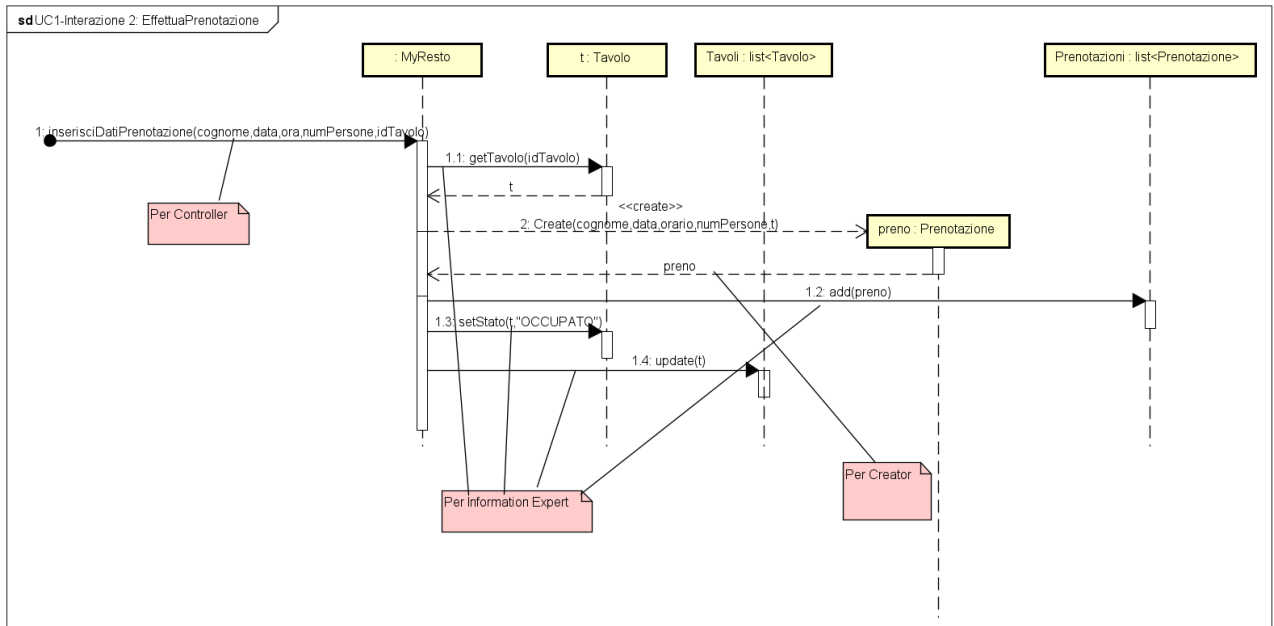 sd UC1-Interazione 2: EffettuaPrenotazione
: MyResto
t : Tavolo
Tavoli : list<Tavolo>
Prenotazioni : list<Prenotazione>
1: inserisciDatiPrenotazione(cognome,data,ora,numPersone,idTavolo)
1.1: getTavolo(idTavolo)
t
<<create>>
Per Controller
2: Create(cognome,data,orario,numPersone,t)
preno : Prenotazione
preno
1.2: add(preno)
1.3: setStato(t,"OCCUPATO")
1.4: update(t)
Per Creator
Per Information Expert